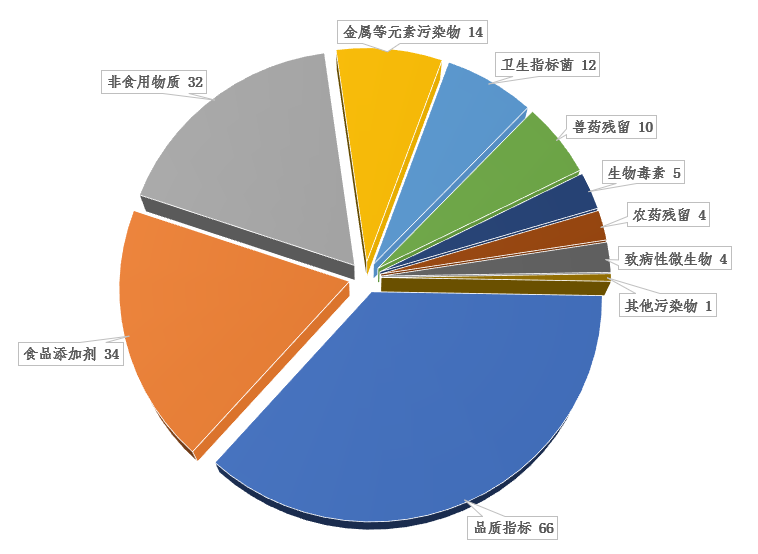 金属等元素污染物 14
卫生指标菌 12
非食用物质 32
兽药残留 10
生物毒素 5
农药残留 4
致病性微生物 4
其他污染物 1
食品添加剂 34
品质指标 66